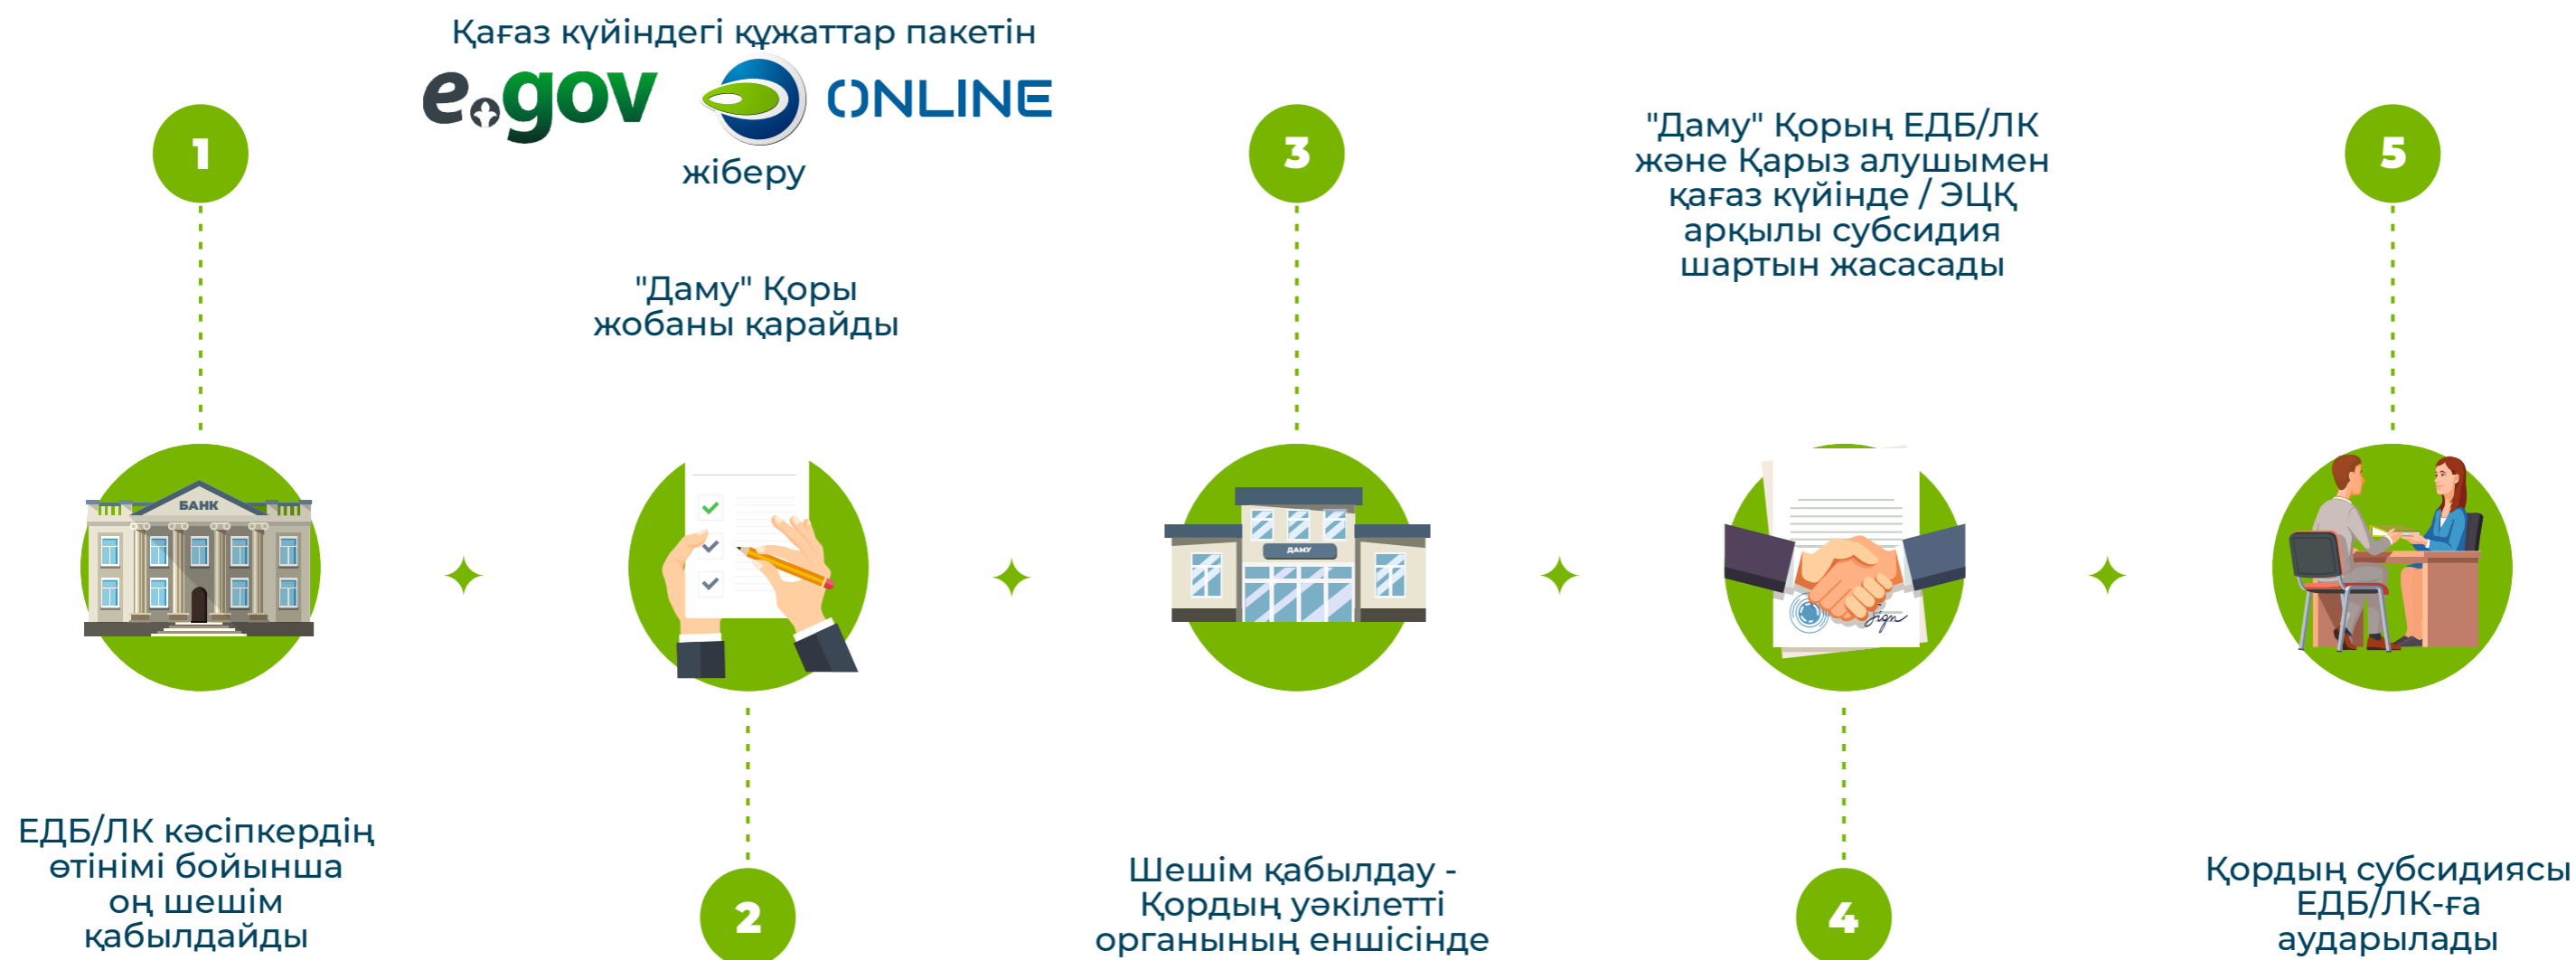 1
БАНК
ЕДБ/ЛК кәсіпкердің
өтінімі бойынша
оң шешім
қабылдайды
Қағаз күйіндегі құжаттар пакетін
e.gov ONLINE
жіберу
"Даму" Қоры
жобаны қарайды
2
3
ДАМУ
Шешім қабылдау -
Қордың уәкілетті
органының еншісінде
"Даму" Қорың ЕДБ/ЛК
және Қарыз алушымен
қағаз күйінде / ЭЦҚ
арқылы субсидия
шартын жасасады
Sign
4
5
Қордың субсидиясы
ЕДБ/ЛК-ға
аударылады